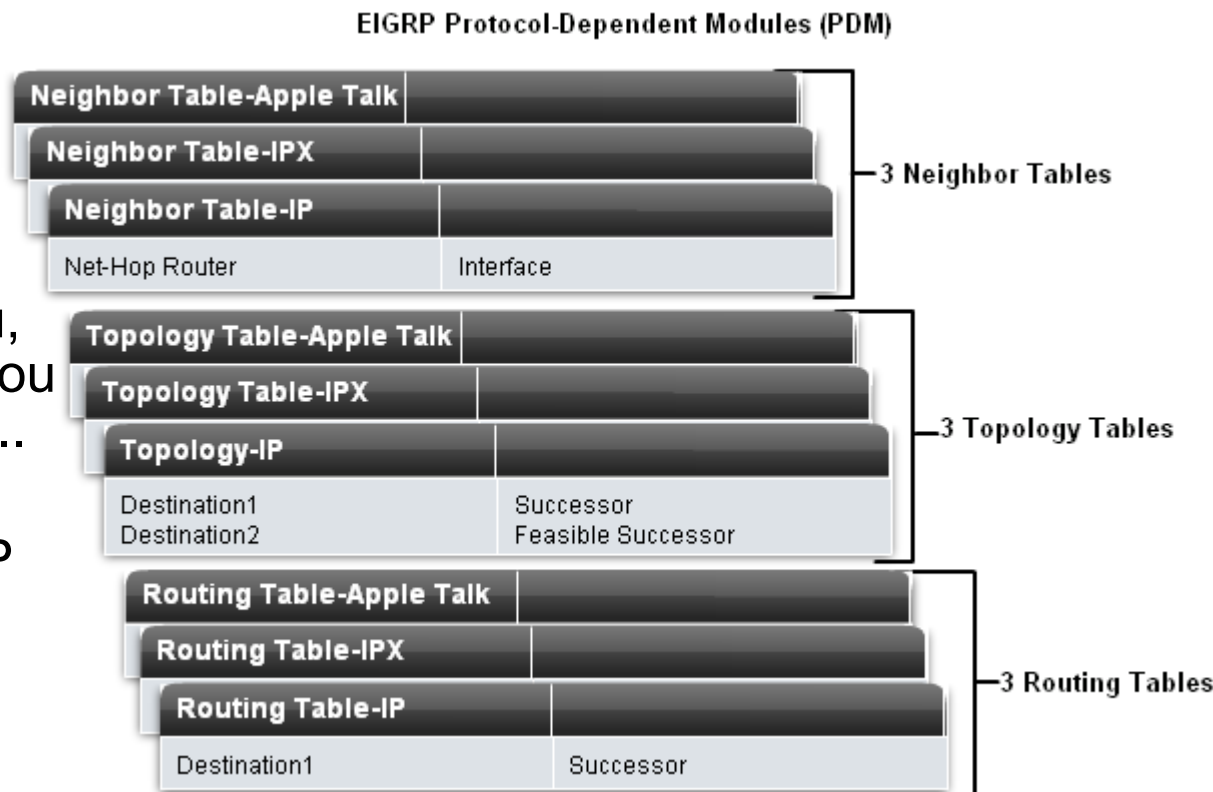 EIGRP Protocol-Dependent Modules (PDM)
Neighbor Table-Apple Talk
Neighbor Table-IPX
Neighbor Table-IP
Net-Hop Router Interface
3 Neighbor Tables
ou
...
Topology Table-Apple Talk
Topology Table-IPX
Topology-IP
Destination1 Successor
Destination2 Feasible Successor
3 Topology Tables
Routing Table-Apple Talk
Routing Table-IPX
Routing Table-IP
Destination1 Successor
3 Routing Tables